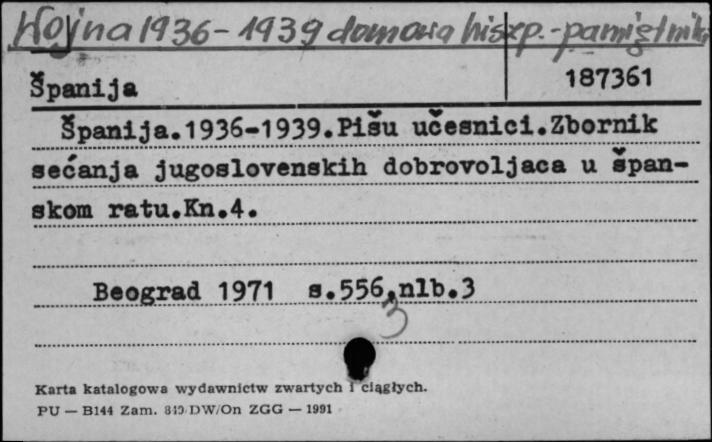 Wojna 1936-1939 domowa hiszp.-pamiętniki
Španija
187361
Španija.1936-1939.Pišu učesnici.Zbornik
sećanja jugoslovenskih dobrovoljaca u špan-
skom ratu.Kn.4.
Beograd 1971 s.556,nlb.3
3
Karta katalogowa wydawnictw zwartych i ciągłych.
PU — B144 Zam. 840 DW/On ZGG — 1991